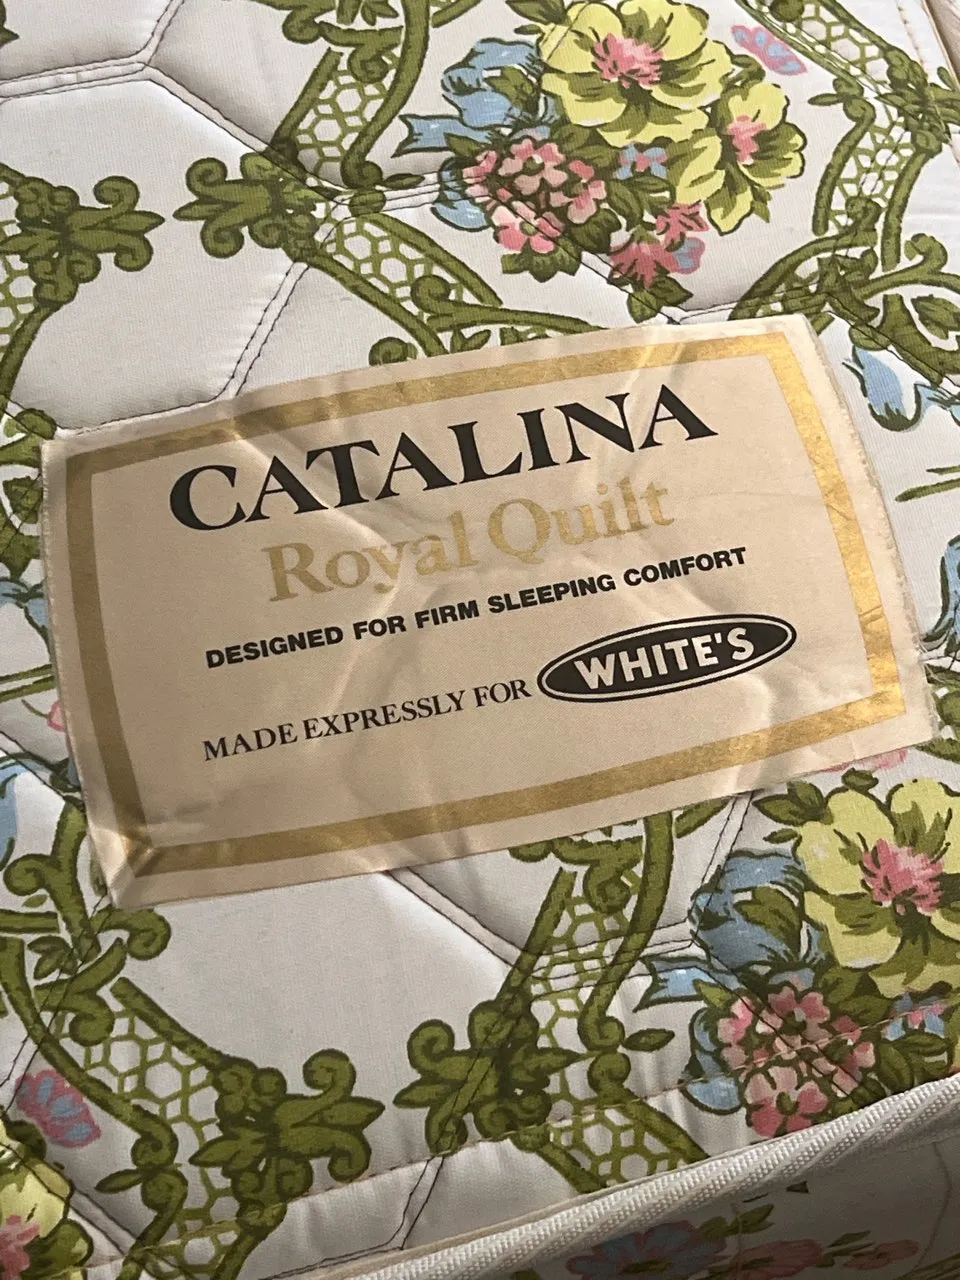 CATALINA
Royal Quilt
DESIGNED FOR FIRM SLEEPING COMFORT
MADE EXPRESSLY FOR WHITE'S